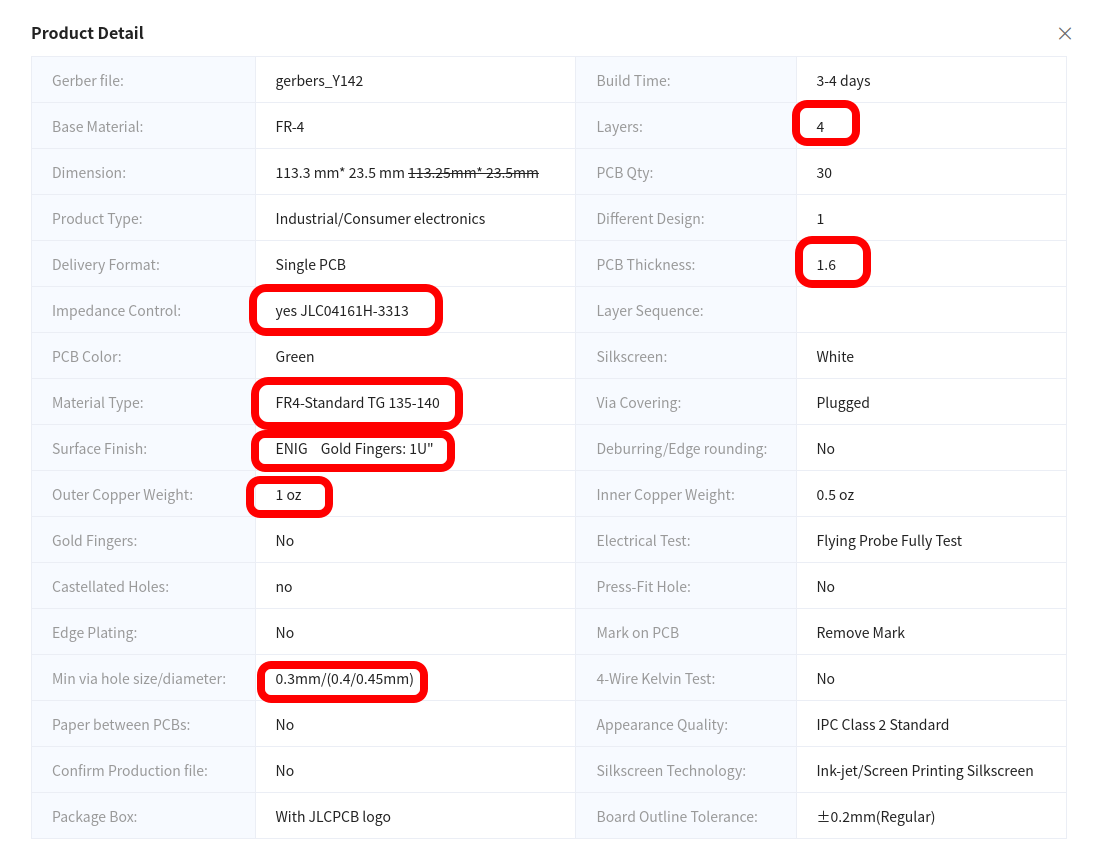 Product Detail
Gerber file: gerbers_Y142 Build Time: 3-4 days
Base Material: FR-4 Layers: 4
Dimension: 113.3 mm* 23.5 mm 113.25mm* 23.5mm PCB Qty: 30
Product Type: Industrial/Consumer electronics Different Design: 1
Delivery Format: Single PCB PCB Thickness: 1.6
Impedance Control: yes JLC04161H-3313 Layer Sequence:
PCB Color: Green Silkscreen: White
Material Type: FR4-Standard TG 135-140 Via Covering: Plugged
Surface Finish: ENIG Gold Fingers: 1U" Deburring/Edge rounding: No
Outer Copper Weight: 1 oz Inner Copper Weight: 0.5 oz
Gold Fingers: No Electrical Test: Flying Probe Fully Test
Castellated Holes: no Press-Fit Hole: No
Edge Plating: No Mark on PCB Remove Mark
Min via hole size/diameter: 0.3mm/(0.4/0.45mm) 4-Wire Kelvin Test: No
Paper between PCBs: No Appearance Quality: IPC Class 2 Standard
Confirm Production file: No Silkscreen Technology: Ink-jet/Screen Printing Silkscreen
Package Box: With JLCPCB logo Board Outline Tolerance: ±0.2mm(Regular)